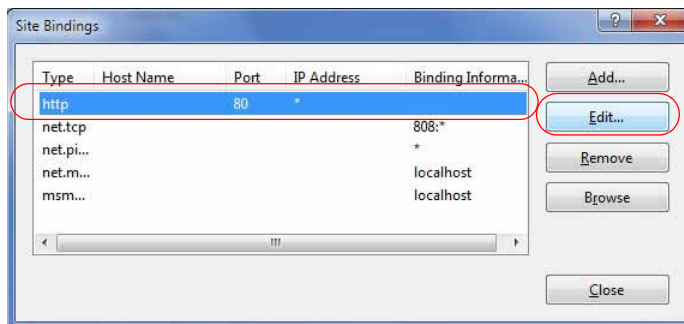 Site Bindings
Type Host Name Port IP Address Binding Informa...
http 80 *
net.tcp 808:*
net.pi... *
net.m... localhost
msm... localhost
Add...
Edit...
Remove
Browse
Close